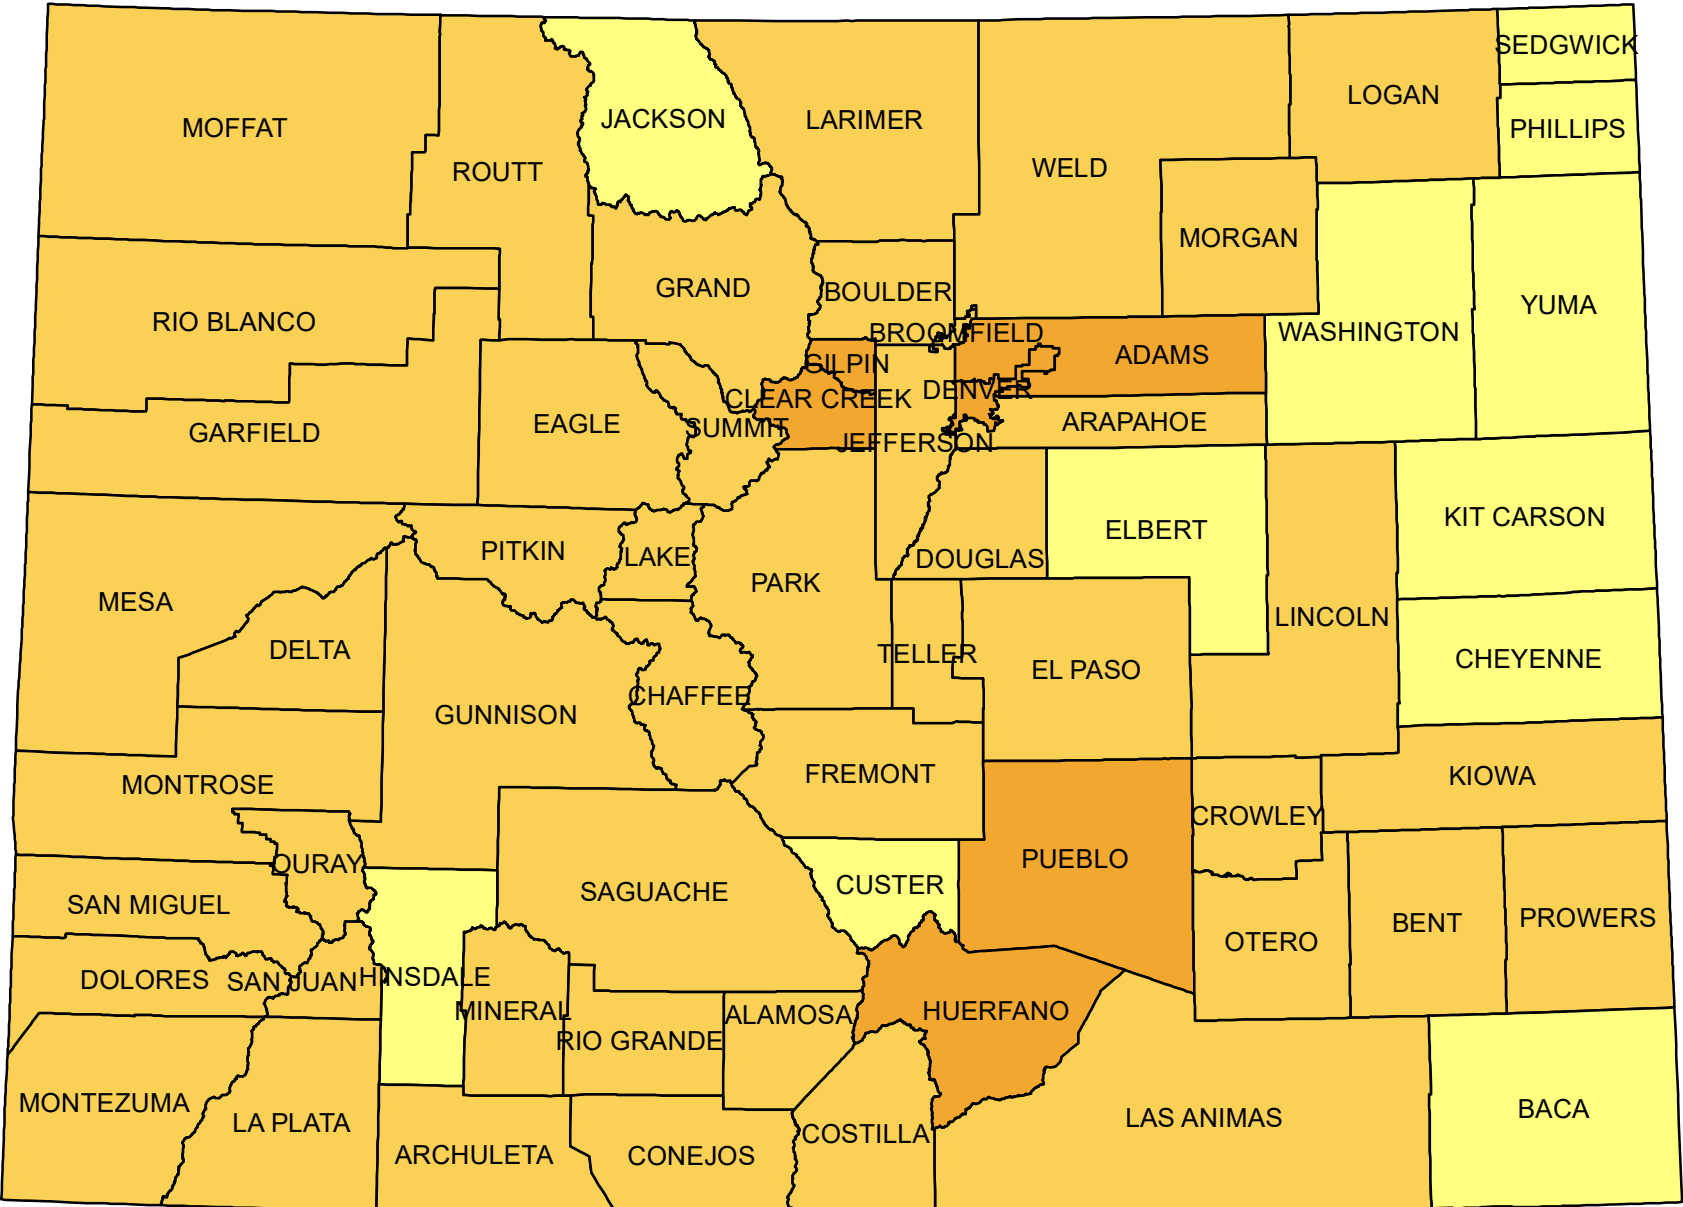 SEDGWICK
LOGAN
JACKSON
LARIMER
MOFFAT
PHILLIPS
ROUTT
WELD
MORGAN
GRAND
BOULDER
YUMA
RIO BLANCO
BROOMFIELD
WASHINGTON
GILPIN
ADAMS
DENVER
CLEAR CREEK
EAGLE
SUMMIT
ARAPAHOE
GARFIELD
JEFFERSON
KIT CARSON
ELBERT
PITKIN
LAKE
DOUGLAS
PARK
MESA
LINCOLN
DELTA
TELLER
CHEYENNE
EL PASO
CHAFFEE
GUNNISON
FREMONT
KIOWA
MONTROSE
CROWLEY
PUEBLO
OURAY
CUSTER
SAGUACHE
SAN MIGUEL
PROWERS
BENT
OTERO
HINSDALE
DOLORES
SAN JUAN
MINERAL
HUERFANO
ALAMOSA
RIO GRANDE
MONTEZUMA
BACA
LAS ANIMAS
LA PLATA
COSTILLA
ARCHULETA
CONEJOS